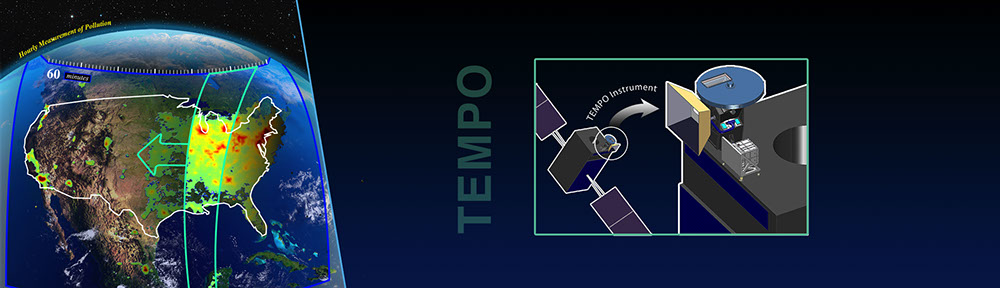 Hourly Measurement of Pollution
60 minutes
TEMPO
TEMPO Instrument